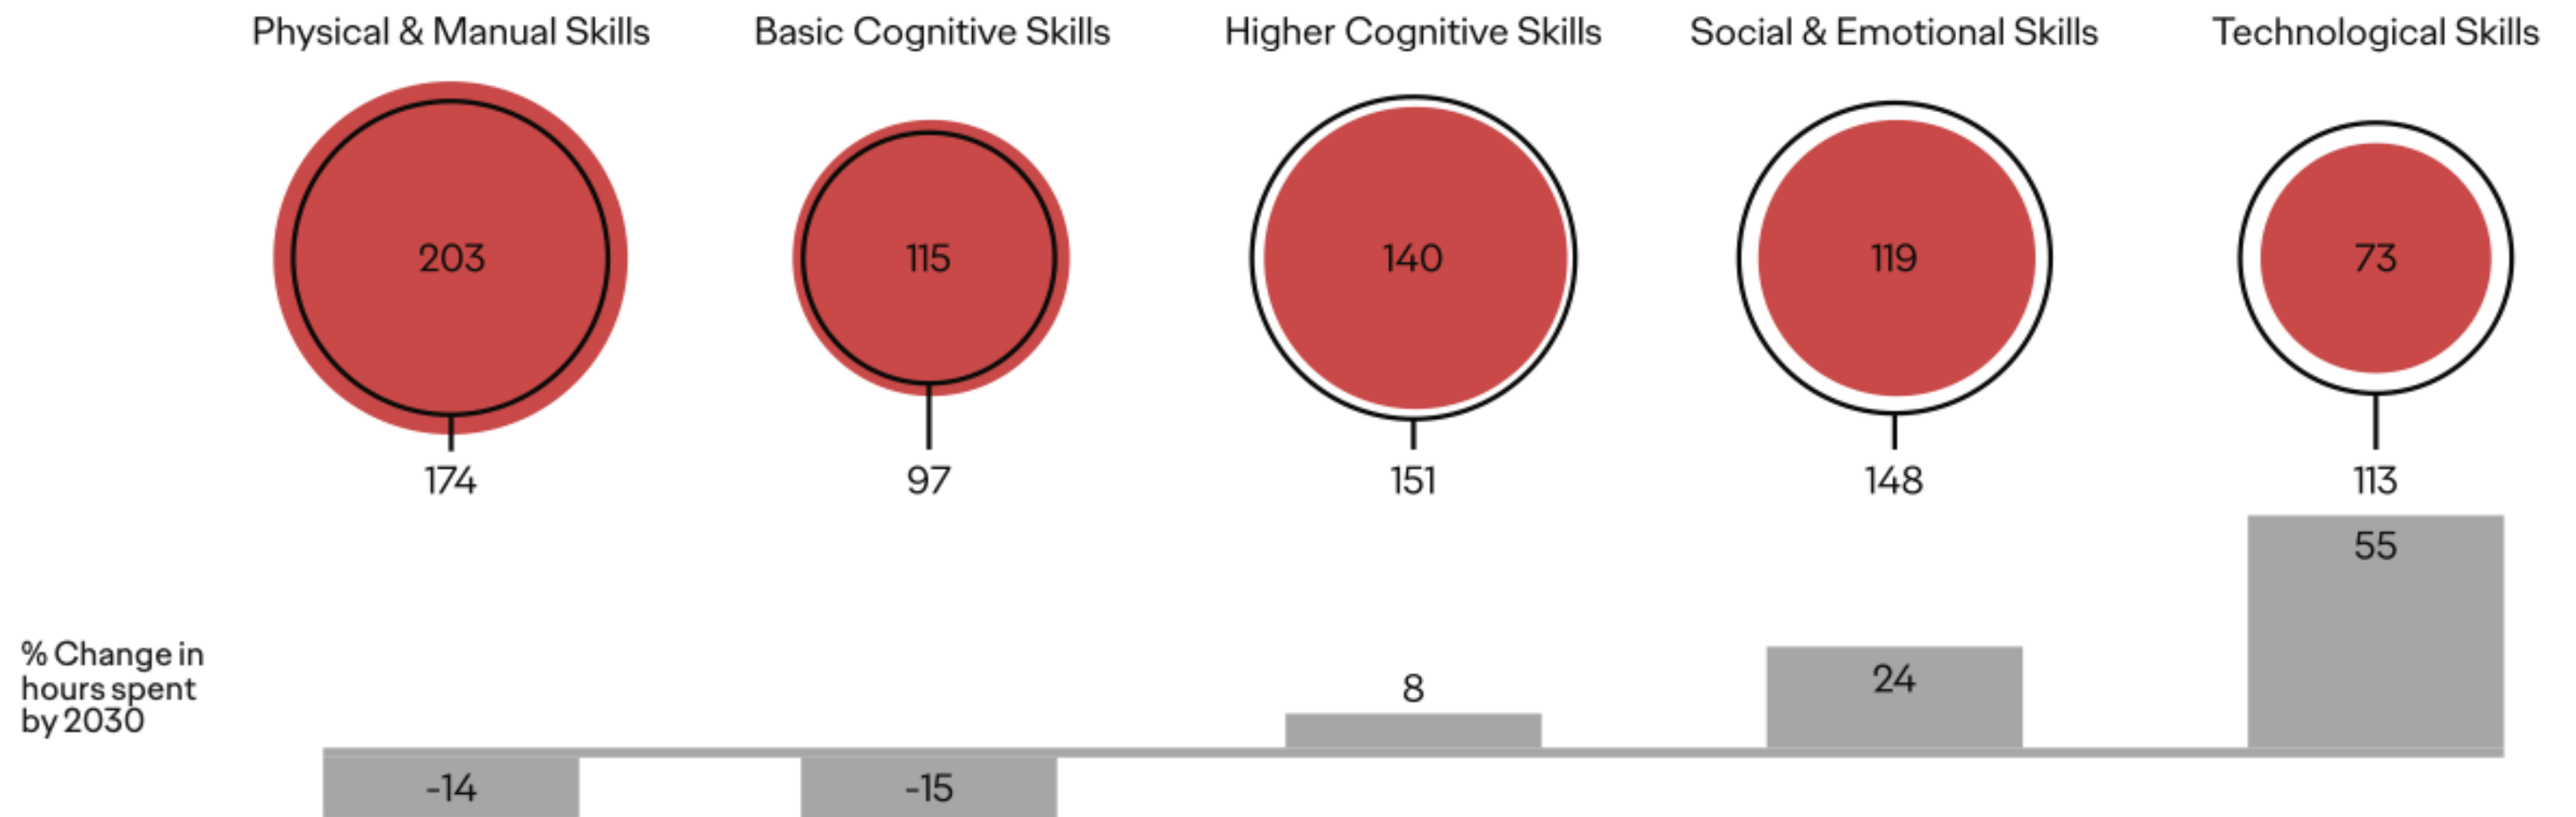 Physical & Manual Skills
Basic Cognitive Skills
Higher Cognitive Skills
Social & Emotional Skills
Technological Skills
203
115
140
119
73
174
97
151
148
113
55
24
8
% Change in
hours spent
by 2030
-14
-15